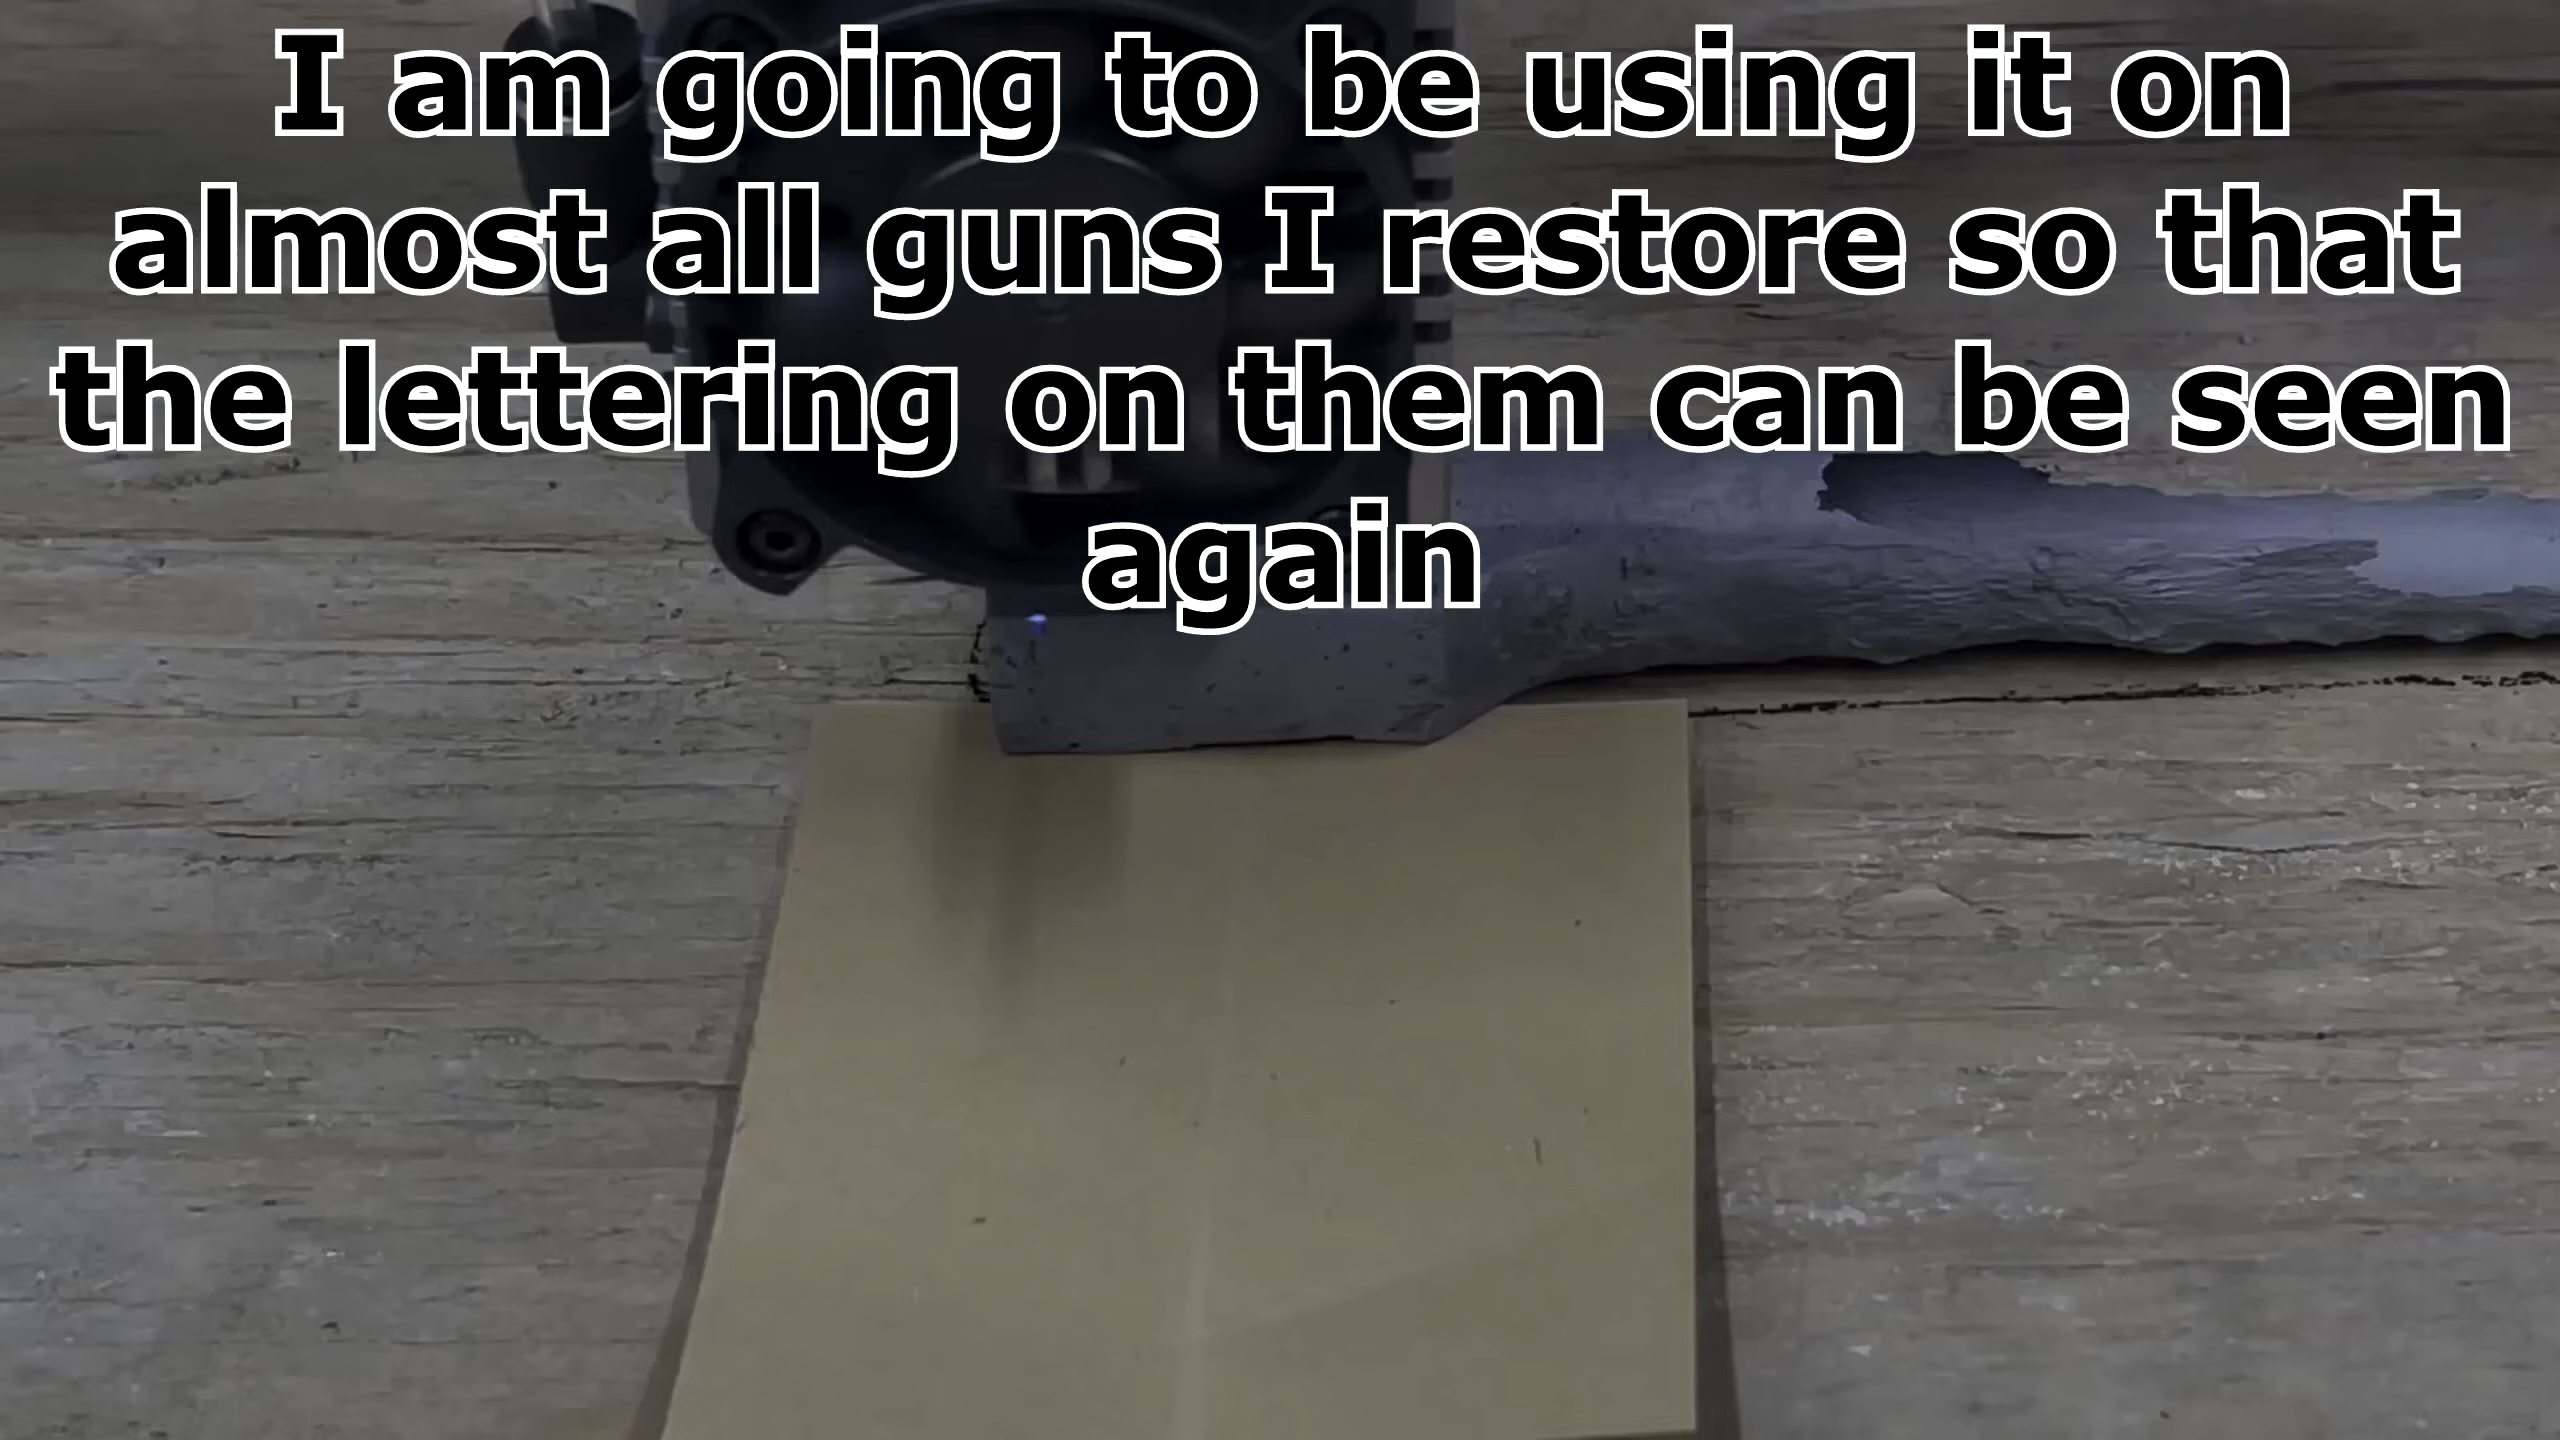 I am going to be using it on
almost all guns I restore so that
the lettering on them can be seen
again